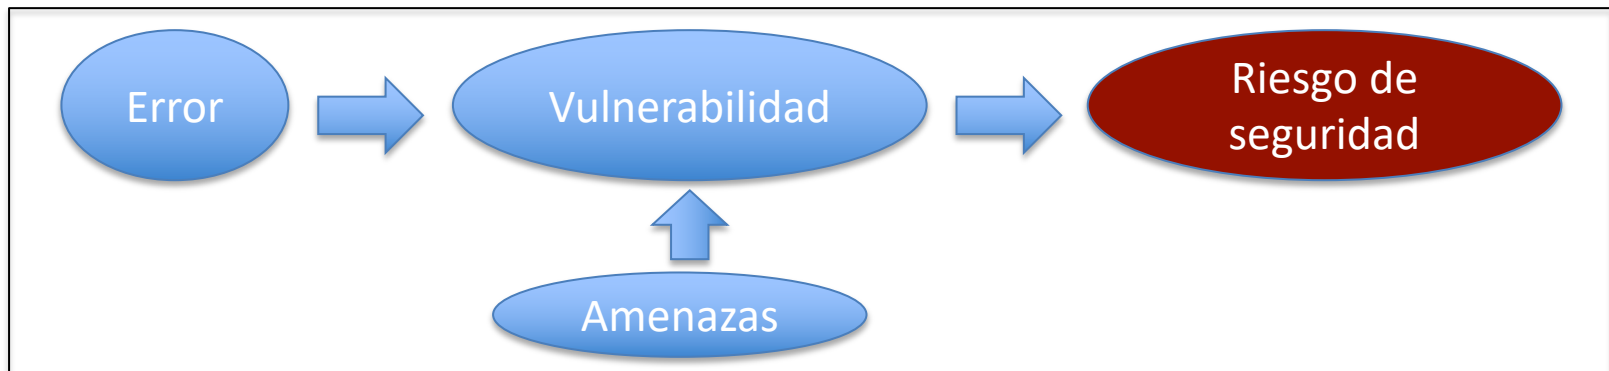 Error
Vulnerabilidad
Riesgo de
seguridad
Amenazas